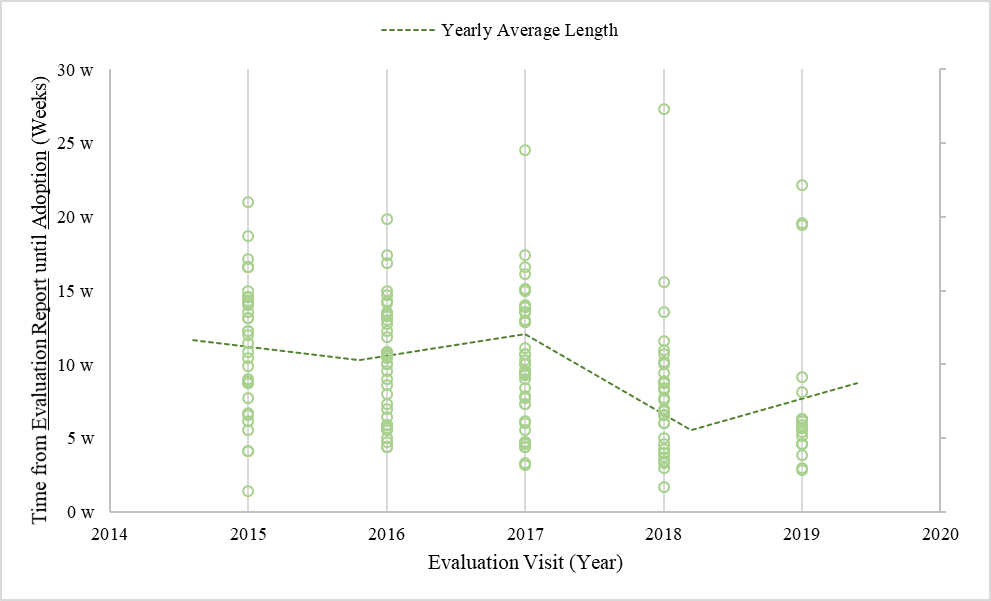 Yearly Average Length
30 w
25 w
20 w
15 w
10 w
5 w
0 w
Time from Evaluation Report until Adoption (Weeks)
2014 2015 2016 2017 2018 2019 2020
Evaluation Visit (Year)